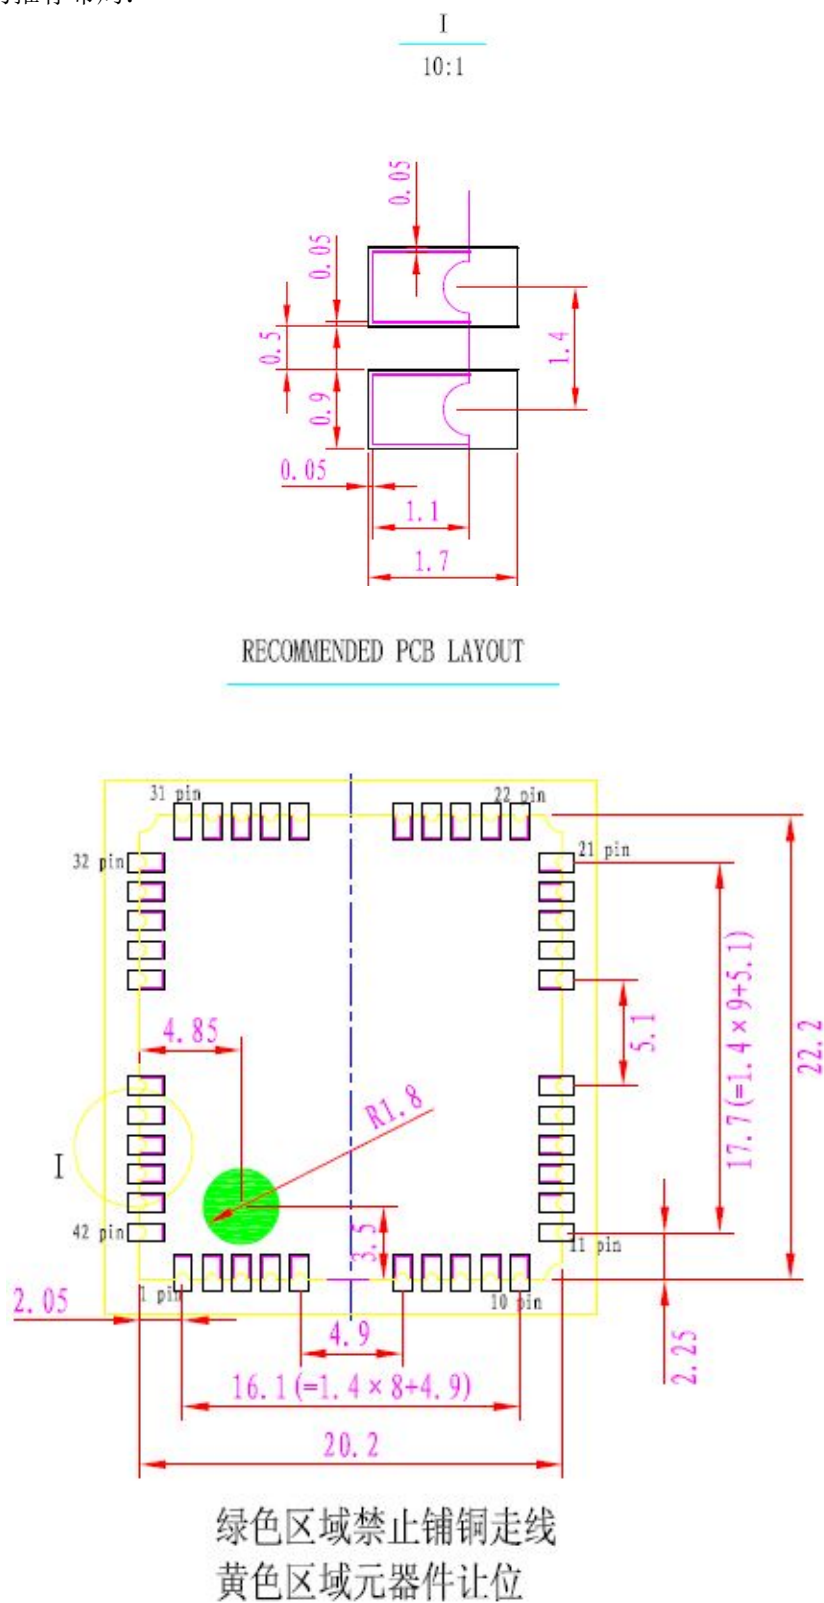 I
10:1
0.05
0.05
0.5
1.4
0.9
0.05
1.1
1.7
RECOMMENDED PCB LAYOUT
31 pin
22 pin
32 pin
21 pin
17.7(=1.4×9+5.1)
4.85
5.1
22.2
R1.8
I
42 pin
3.5
11 pin
1 pin
10 pin
2.05
4.9
2.25
16.1(=1.4×8+4.9)
20.2
绿色区域禁止铺铜走线
黄色区域元器件让位